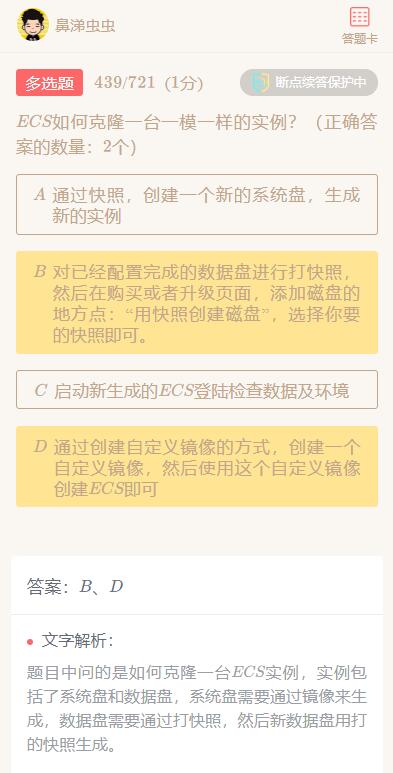 鼻涕虫虫
答题卡
多选题 439/721 (1分) 断点续答保护中
ECS如何克隆一台一模一样的实例？（正确答
案的数量：2个）
A 通过快照，创建一个新的系统盘，生成
新的实例
B 对已经配置完成的数据盘进行打快照，
然后在购买或者升级页面，添加磁盘的
地方点：“用快照创建磁盘”，选择你要
的快照即可。
C 启动新生成的ECS登陆检查数据及环境
D 通过创建自定义镜像的方式，创建一个
自定义镜像，然后使用这个自定义镜像
创建ECS即可
答案：B、D
文字解析：
题目中问的是如何克隆一台ECS实例，实例包
括了系统盘和数据盘，系统盘需要通过镜像来生
成，数据盘需要通过打快照，然后新数据盘用打
的快照生成。